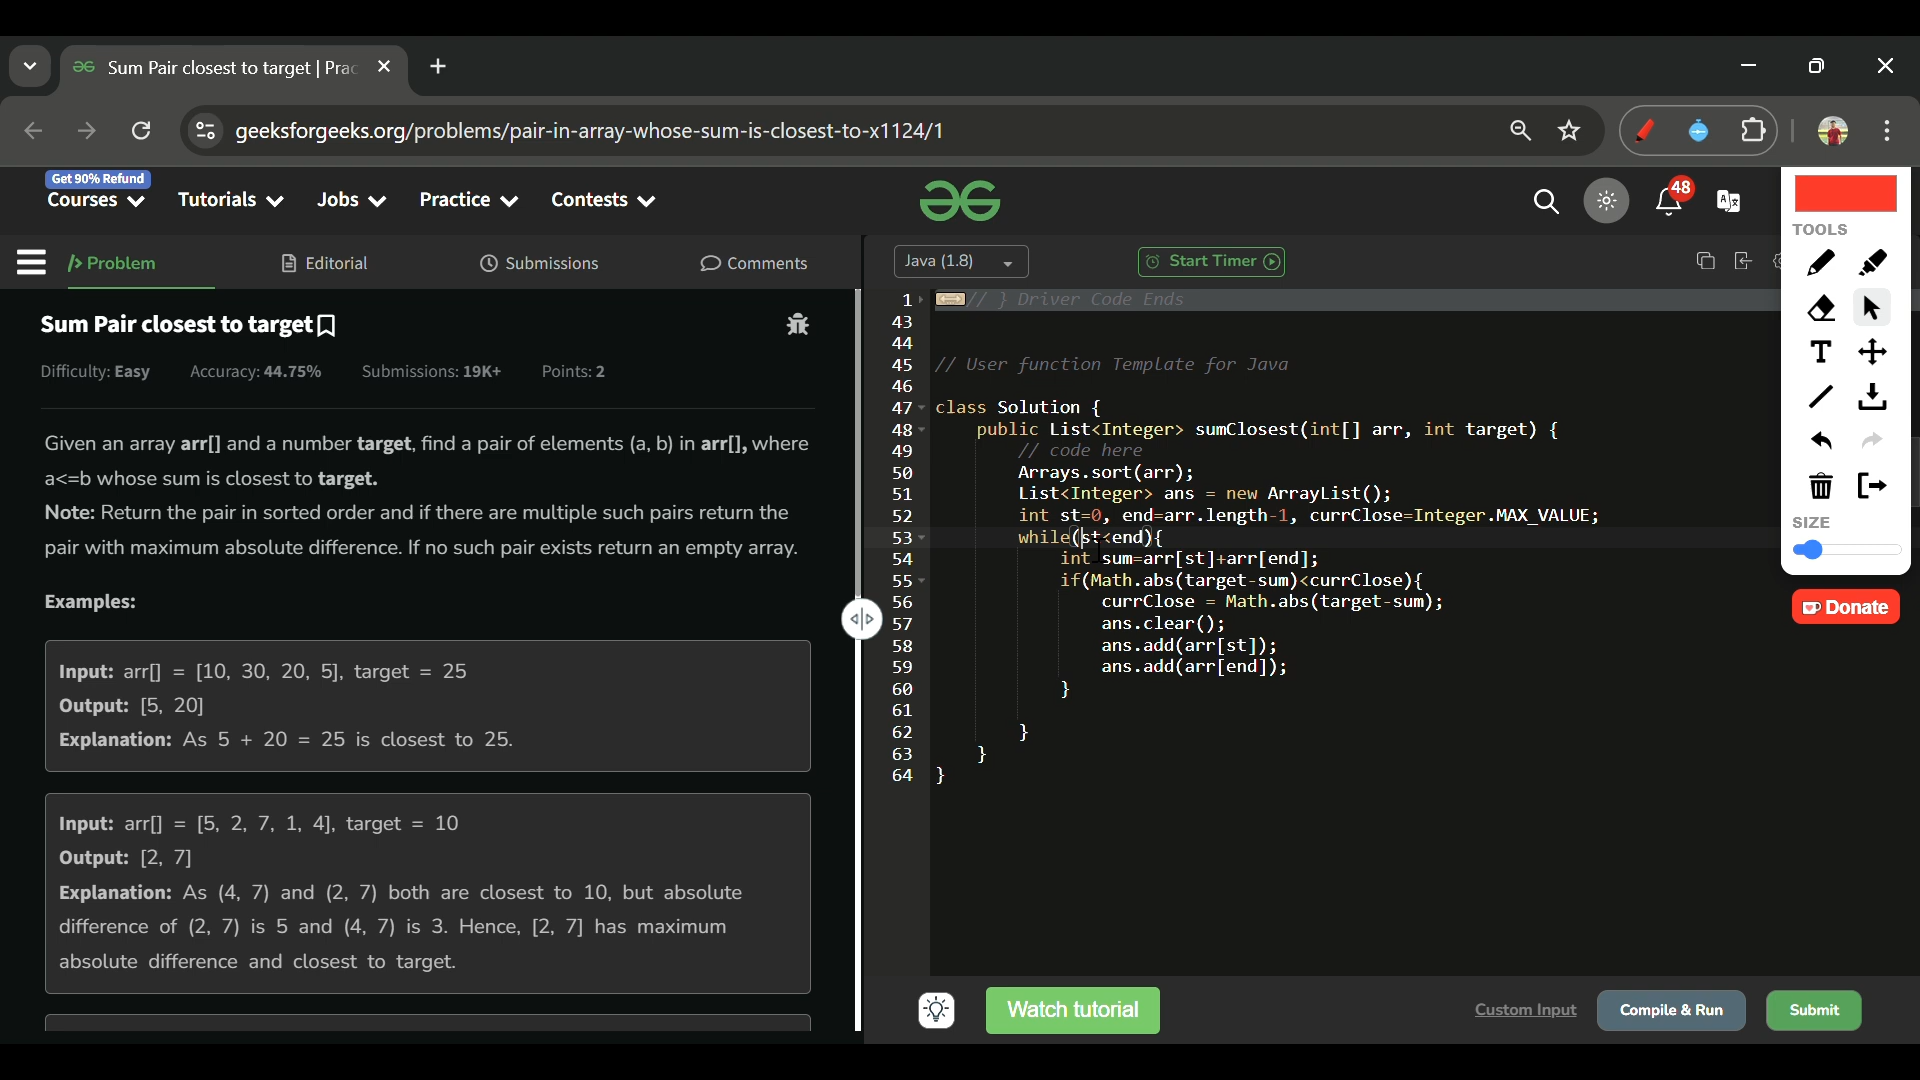 Sum Pair closest to target | Prac
geeksforgeeks.org/problems/pair-in-array-whose-sum-is-closest-to-x1124/1
Get 90% Refund
Courses
Tutorials
Jobs
Practice
Contests
48
TOOLS
Problem
Editorial
Submissions
Comments
Java (1.8)
Start Timer
Sum Pair closest to target
Difficulty: Easy
Accuracy: 44.75%
Submissions: 19K+
Points: 2
Given an array arr[] and a number target, find a pair of elements (a, b) in arr[], where
a<=b whose sum is closest to target.
Note: Return the pair in sorted order and if there are multiple such pairs return the
pair with maximum absolute difference. If no such pair exists return an empty array.
Examples:
Input: arr[] = [10, 30, 20, 5], target = 25
Output: [5, 20]
Explanation: As 5 + 20 = 25 is closest to 25.
Input: arr[] = [5, 2, 7, 1, 4], target = 10
Output: [2, 7]
Explanation: As (4, 7) and (2, 7) both are closest to 10, but absolute
difference of (2, 7) is 5 and (4, 7) is 3. Hence, [2, 7] has maximum
absolute difference and closest to target.
1 // } Driver Code Ends
43
44
45 // User function Template for Java
46
47 class Solution {
48 public List<Integer> sumClosest(int[] arr, int target) {
49 // code here
50 Arrays.sort(arr);
51 List<Integer> ans = new ArrayList();
52 int st=0, end=arr.length-1, currClose=Integer.MAX_VALUE;
53 while(st<end){
54 int sum=arr[st]+arr[end];
55 if(Math.abs(target-sum)<currClose){
56 currClose = Math.abs(target-sum);
57 ans.clear();
58 ans.add(arr[st]);
59 ans.add(arr[end]);
60 }
61
62 }
63 }
64 }
T
SIZE
Donate
Watch tutorial
Custom Input
Compile & Run
Submit